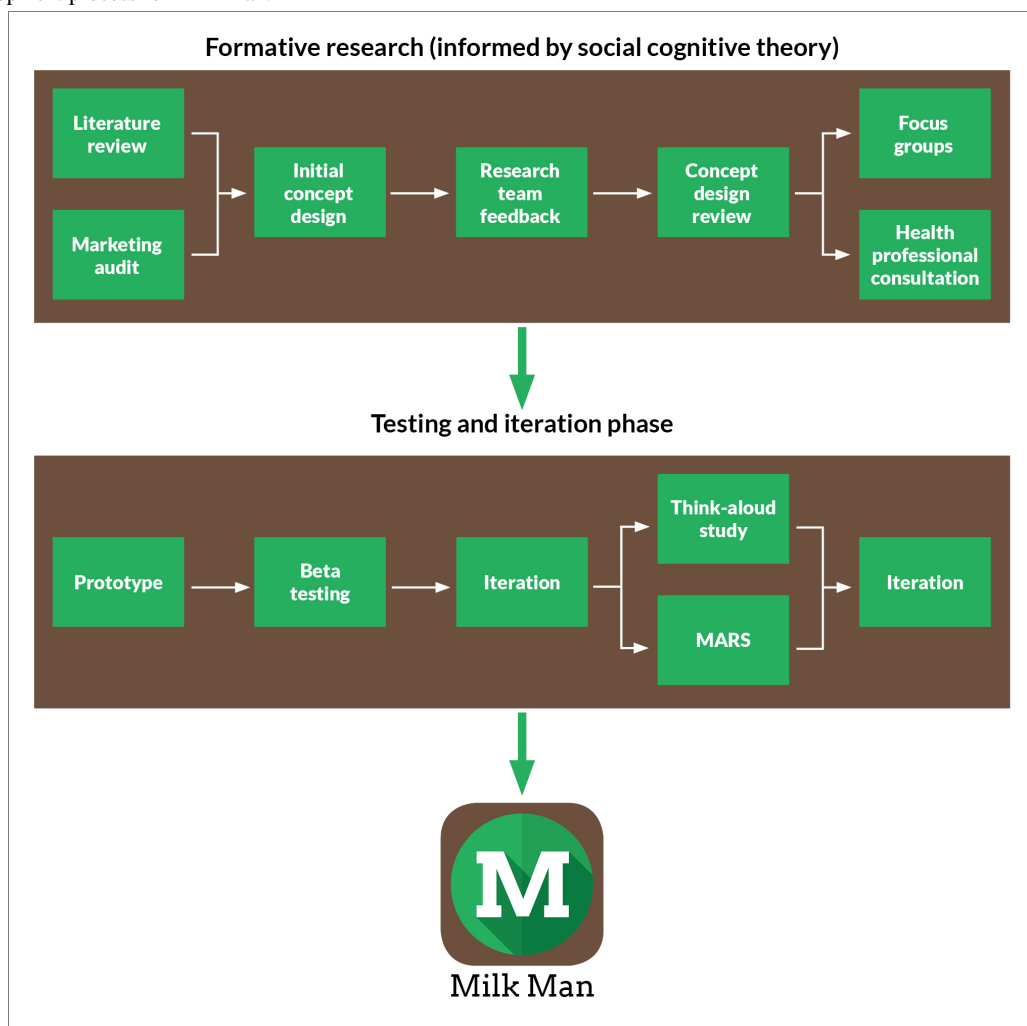 Formative research (informed by social cognitive theory)
Literature
review
Marketing
audit
Initial
concept
design
Research
team
feedback
Concept
design
review
Focus
groups
Health
professional
consultation
Testing and iteration phase
Prototype
Beta
testing
Iteration
Think-aloud
study
MARS
Iteration
M
Milk Man